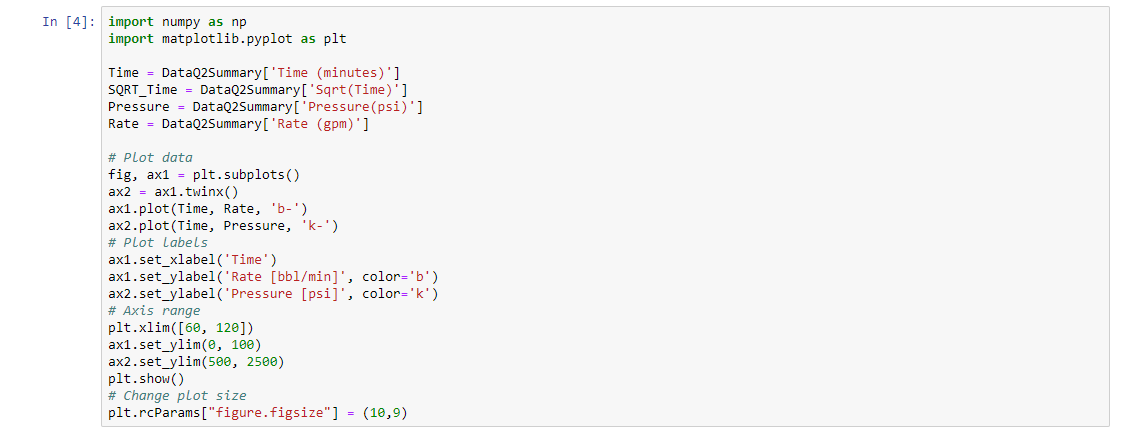 In [4]: import numpy as np
import matplotlib.pyplot as plt
Time = DataQ2Summary['Time (minutes)']
SQRT_Time = DataQ2Summary['Sqrt(Time)']
Pressure = DataQ2Summary['Pressure(psi)']
Rate = DataQ2Summary['Rate (gpm)']
# Plot data
fig, ax1 = plt.subplots()
ax2 = ax1.twinx()
ax1.plot(Time, Rate, 'b-')
ax2.plot(Time, Pressure, 'k-')
# Plot labels
ax1.set_xlabel('Time')
ax1.set_ylabel('Rate [bbl/min]', color='b')
ax2.set_ylabel('Pressure [psi]', color='k')
# Axis range
plt.xlim([60, 120])
ax1.set_ylim(0, 100)
ax2.set_ylim(500, 2500)
plt.show()
# Change plot size
plt.rcParams["figure.figsize"] = (10,9)